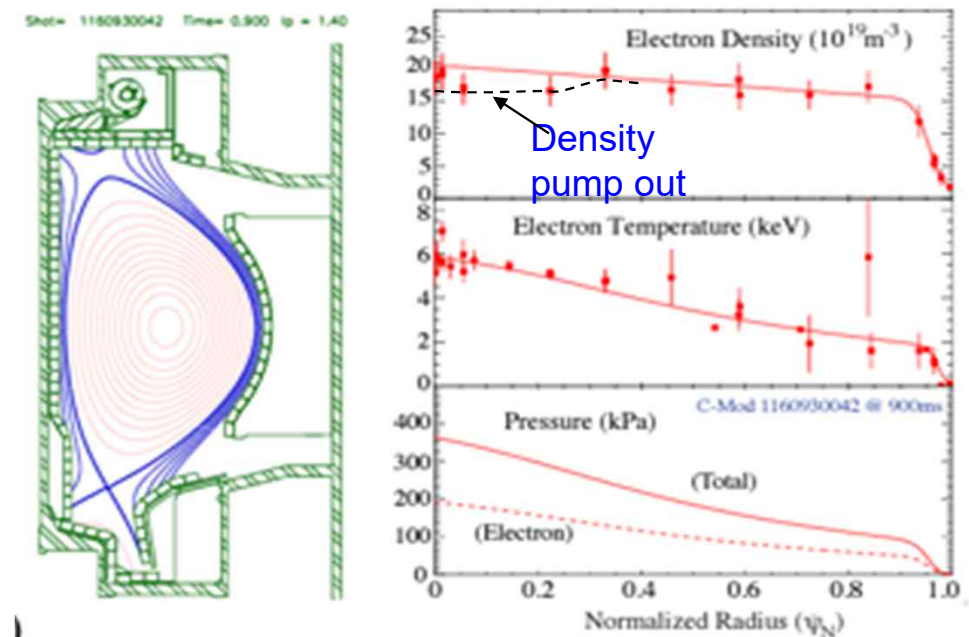 Shot= 1160930042 Time= 0.900 Ip = 1.40
Electron Density (10¹⁹m⁻³)
25
20
15
10
5
0
Density
pump out
Electron Temperature (keV)
8
6
4
2
0
C-Mod 1160930042 @ 900ms
Pressure (kPa)
400
300
200
100
0
(Total)
(Electron)
0 0.2 0.4 0.6 0.8 1.0
Normalized Radius (ψN)
)